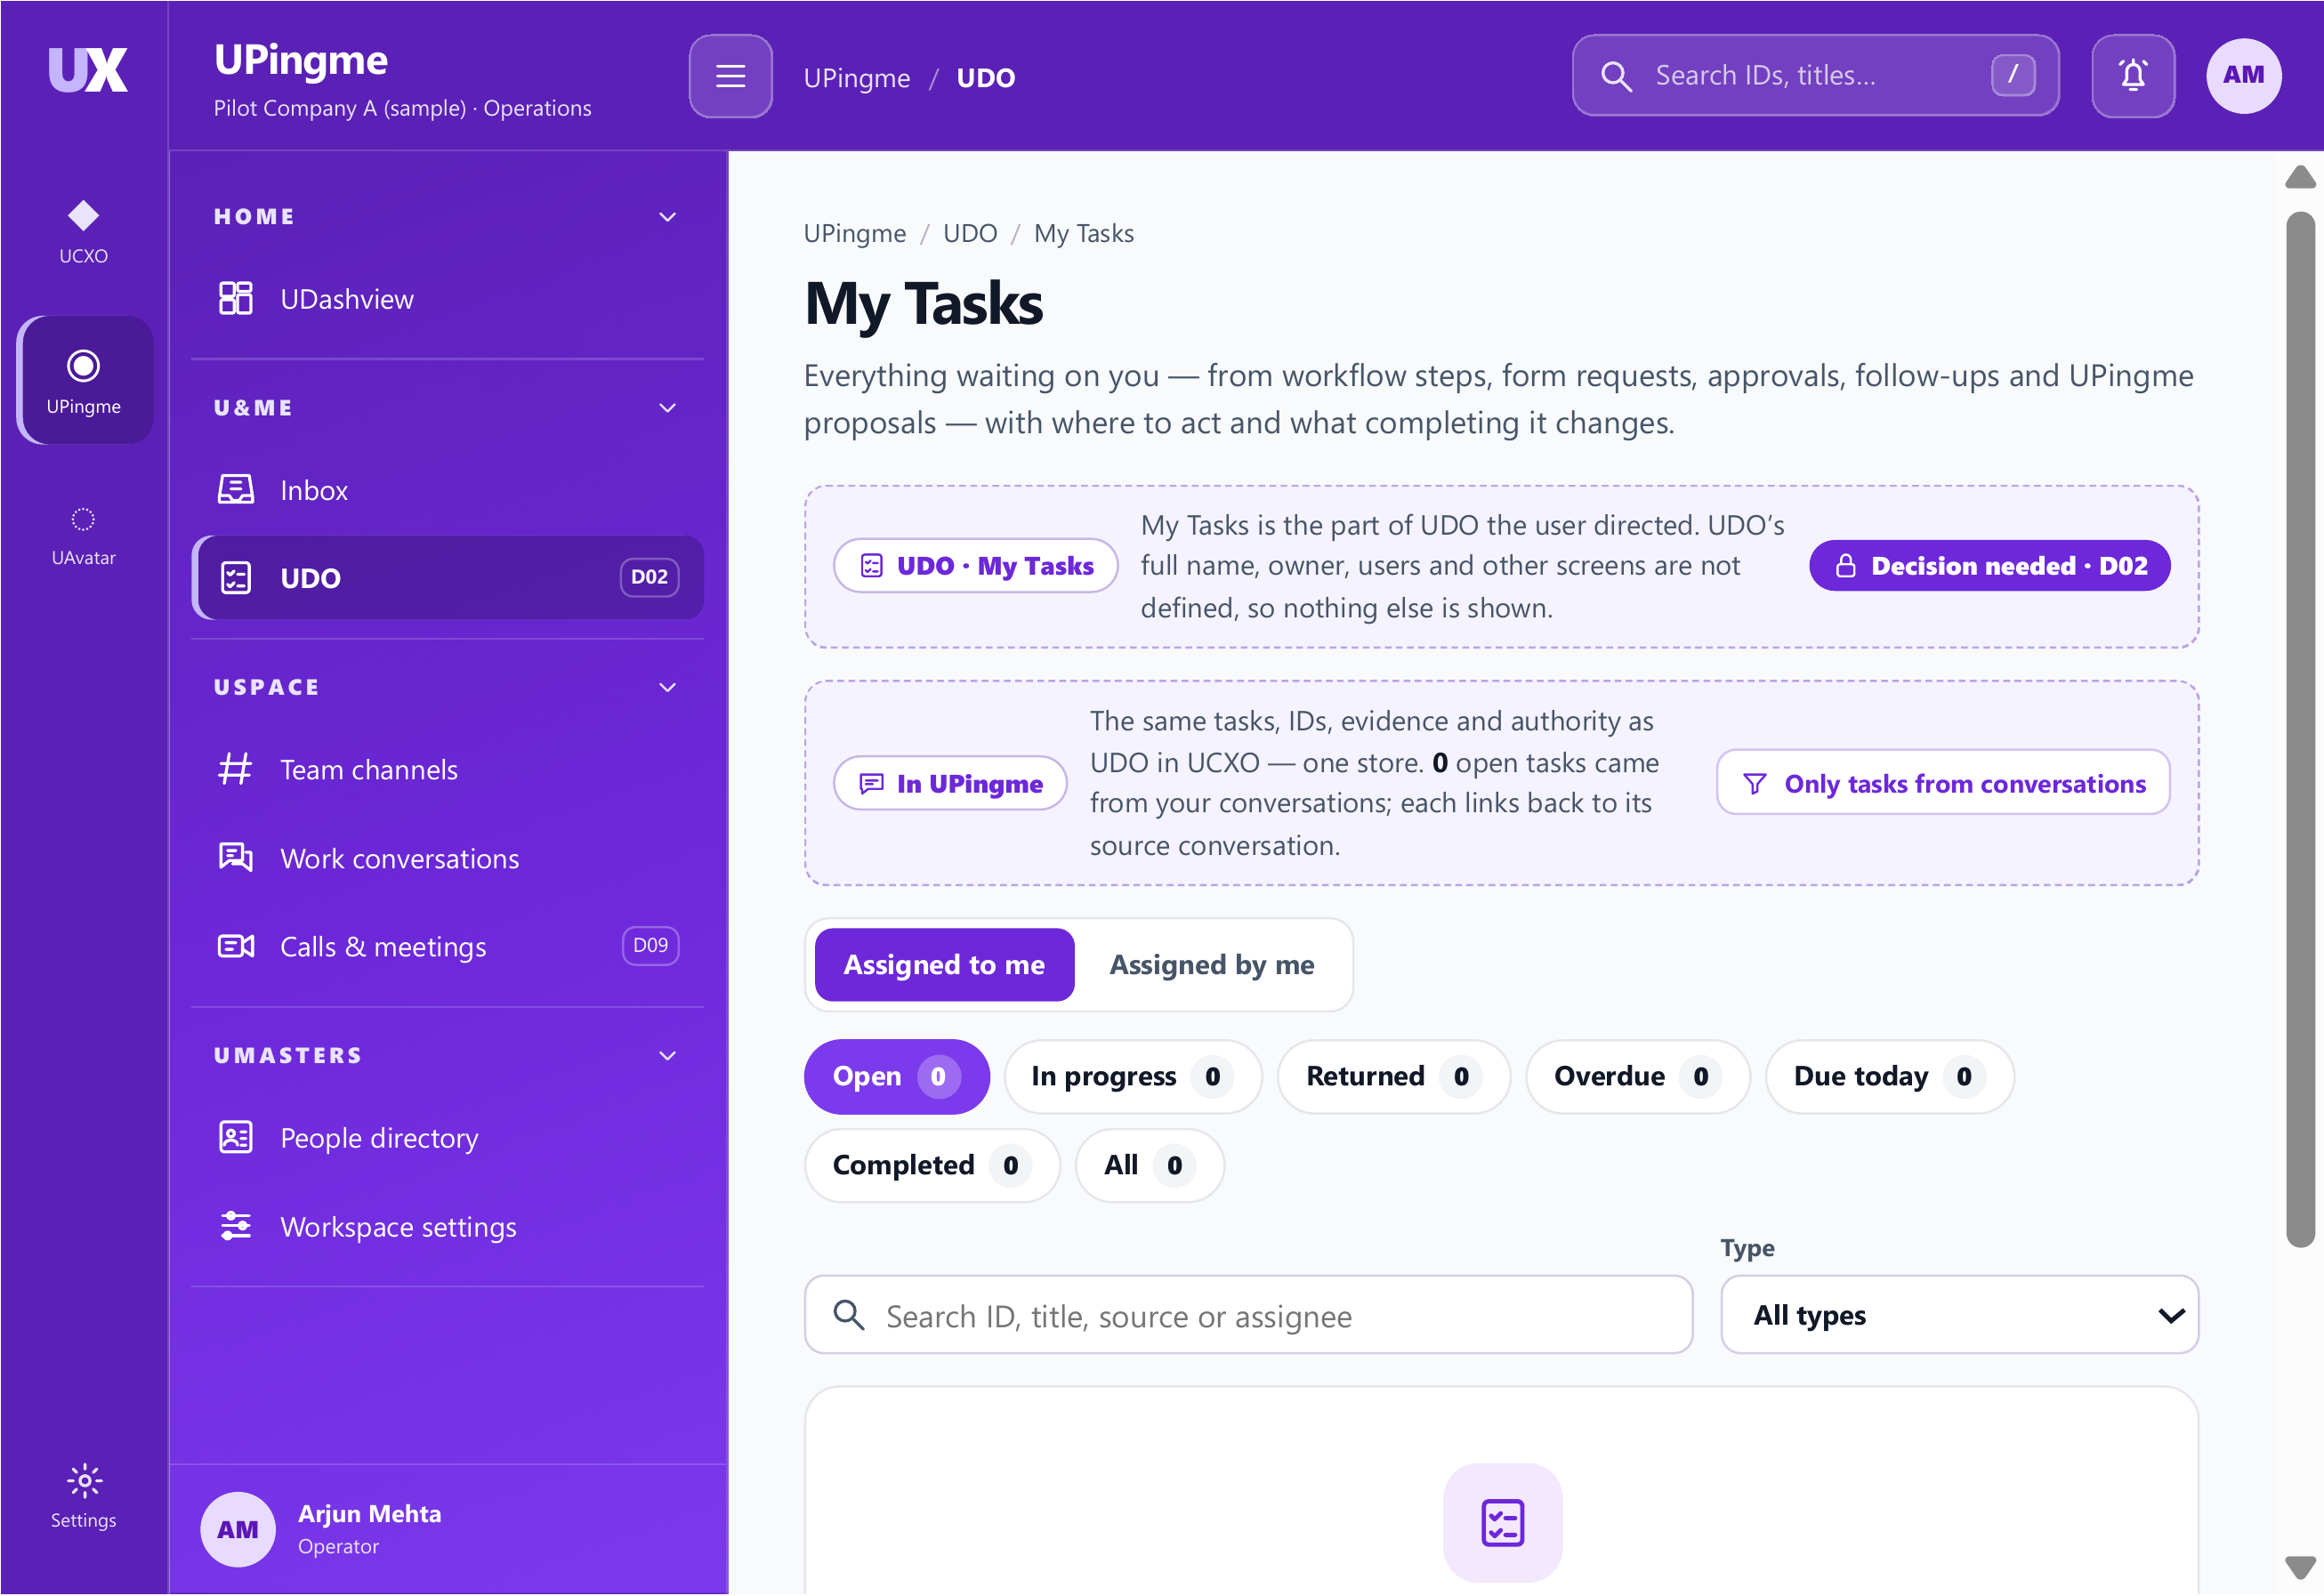 UX
UPingme
Pilot Company A (sample) · Operations
UPingme / UDO
Search IDs, titles...
/
AM
UCXO
UPingme
UAvatar
Settings
HOME
UDashview
U&ME
Inbox
UDO D02
USPACE
Team channels
Work conversations
Calls & meetings D09
UMASTERS
People directory
Workspace settings
AM
Arjun Mehta
Operator
UPingme / UDO / My Tasks
My Tasks
Everything waiting on you — from workflow steps, form requests, approvals, follow-ups and UPingme
proposals — with where to act and what completing it changes.
UDO · My Tasks
My Tasks is the part of UDO the user directed. UDO’s
full name, owner, users and other screens are not
defined, so nothing else is shown.
Decision needed · D02
In UPingme
The same tasks, IDs, evidence and authority as
UDO in UCXO — one store. 0 open tasks came
from your conversations; each links back to its
source conversation.
Only tasks from conversations
Assigned to me Assigned by me
Open 0 In progress 0 Returned 0 Overdue 0 Due today 0
Completed 0 All 0
Type
Search ID, title, source or assignee
All types